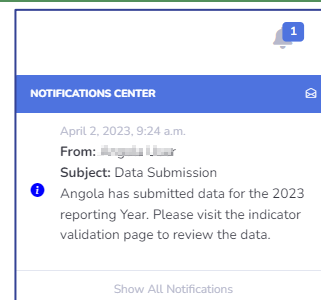 1
NOTIFICATIONS CENTER
April 2, 2023, 9:24 a.m.
From:
Subject: Data Submission
Angola has submitted data for the 2023
reporting Year. Please visit the indicator
validation page to review the data.
Show All Notifications